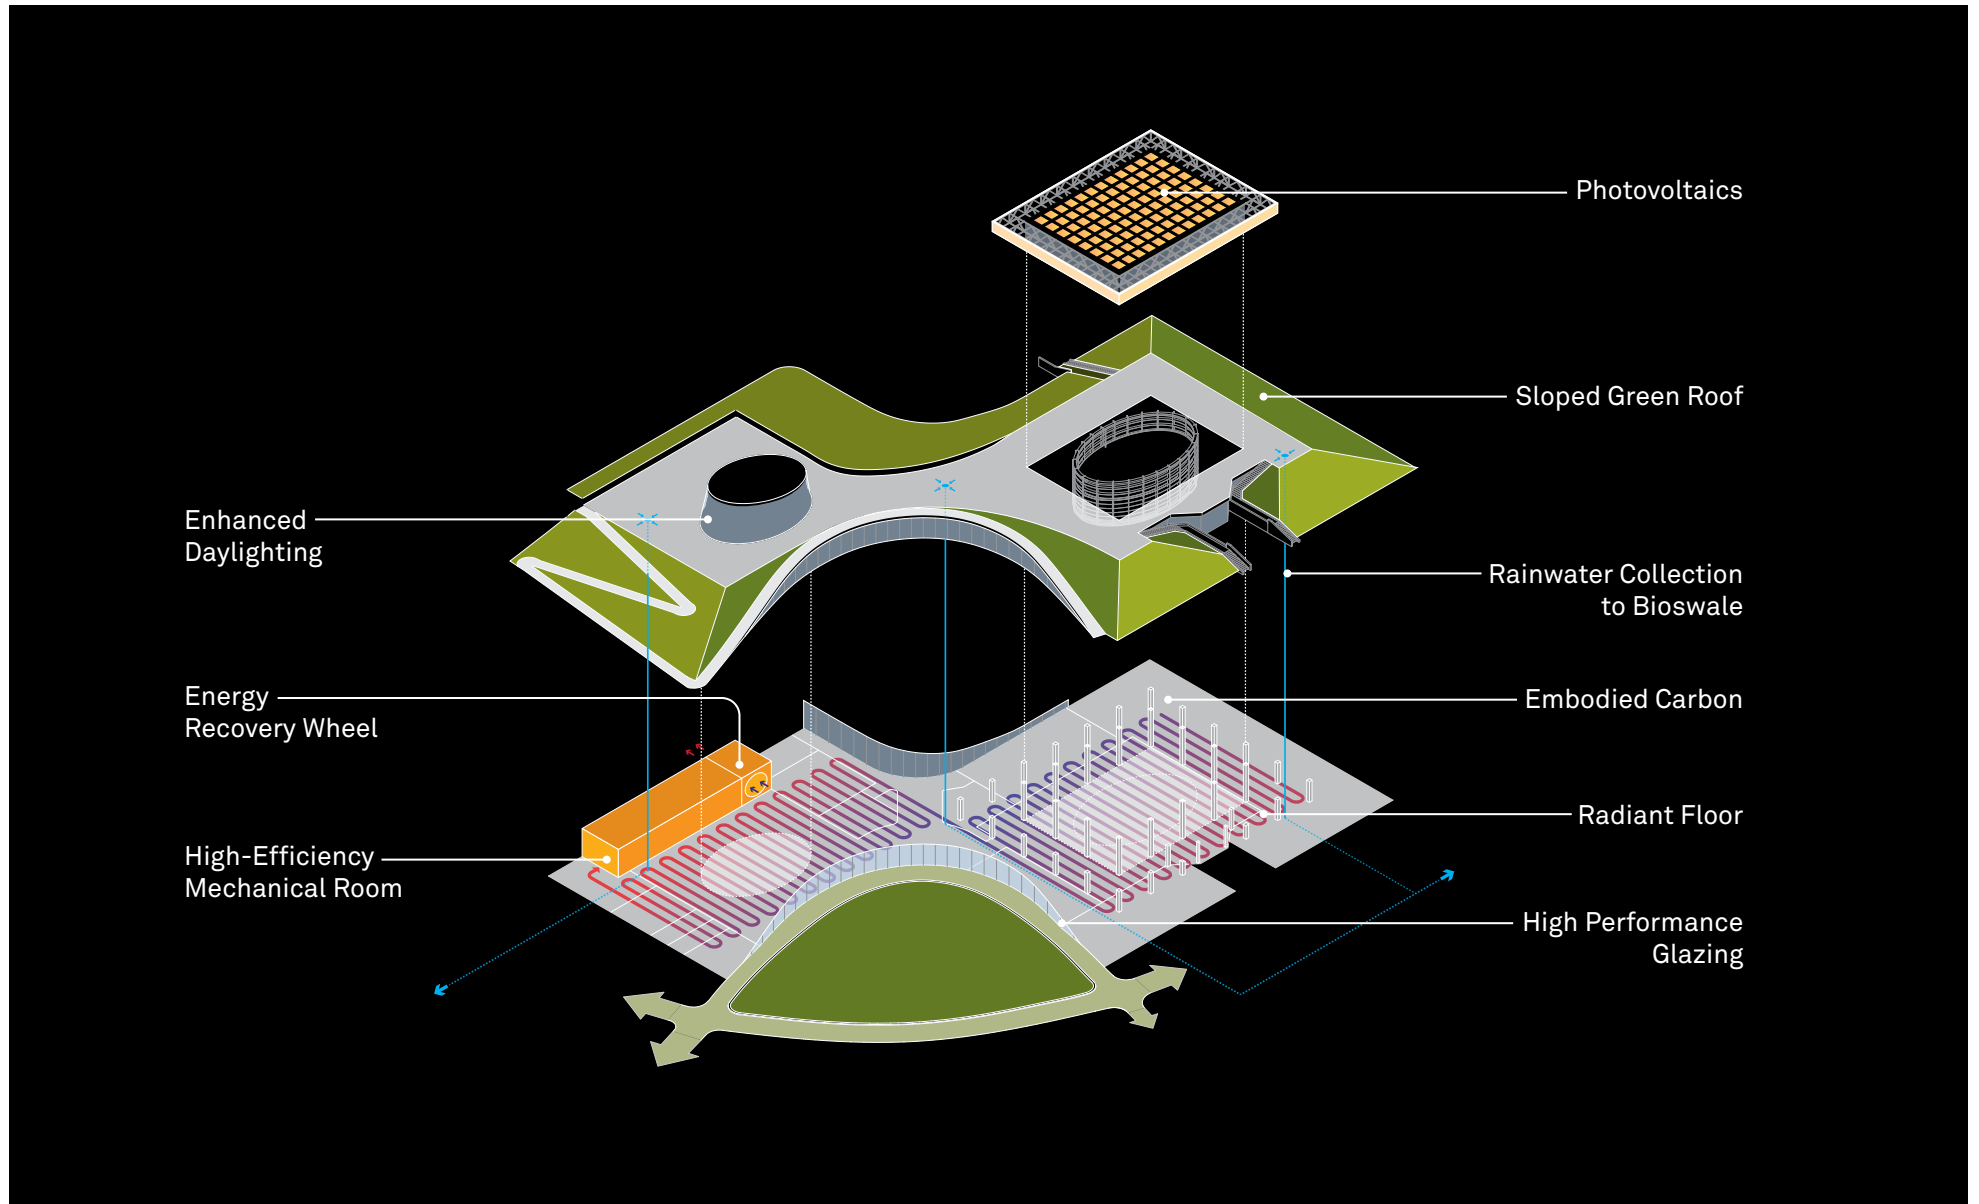 Photovoltaics
Sloped Green Roof
Enhanced
Daylighting
Rainwater Collection
to Bioswale
Energy
Recovery Wheel
Embodied Carbon
Radiant Floor
High-Efficiency
Mechanical Room
High Performance
Glazing